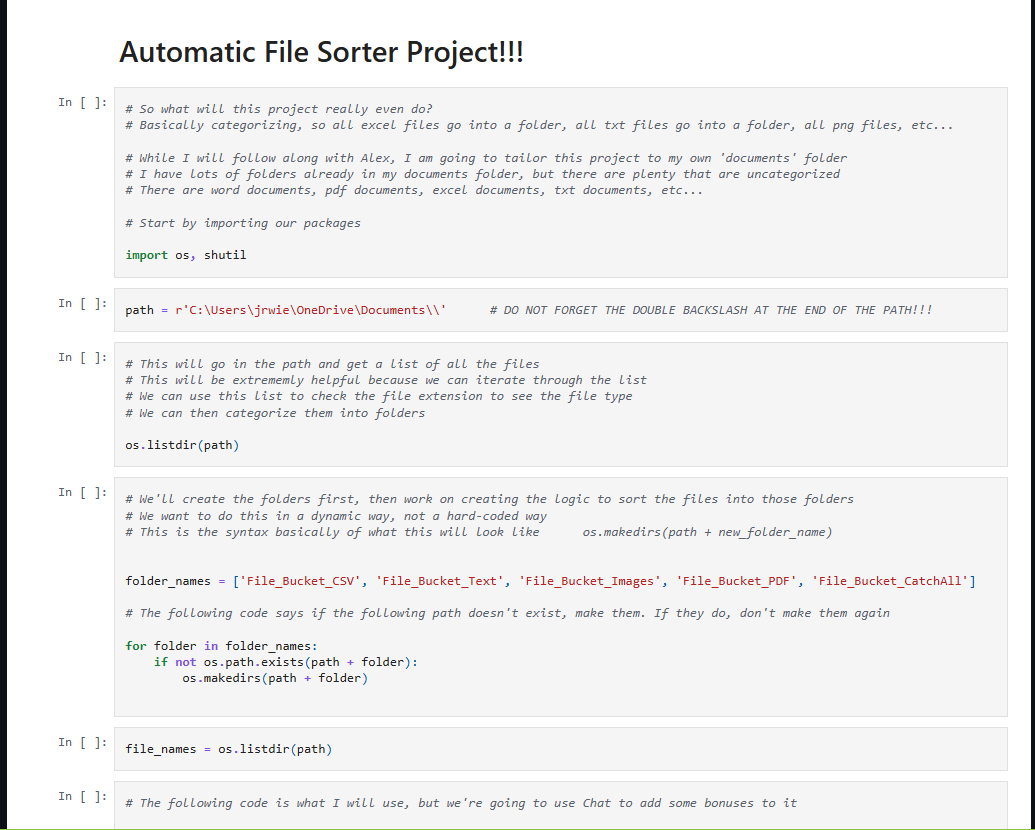 Automatic File Sorter Project!!!
In [ ]:
# So what will this project really even do?
# Basically categorizing, so all excel files go into a folder, all txt files go into a folder, all png files, etc...
# While I will follow along with Alex, I am going to tailor this project to my own 'documents' folder
# I have lots of folders already in my documents folder, but there are plenty that are uncategorized
# There are word documents, pdf documents, excel documents, txt documents, etc...
# Start by importing our packages
import os, shutil
In [ ]:
path = r'C:\Users\jrwie\OneDrive\Documents\\'      # DO NOT FORGET THE DOUBLE BACKSLASH AT THE END OF THE PATH!!!
In [ ]:
# This will go in the path and get a list of all the files
# This will be extrememly helpful because we can iterate through the list
# We can use this list to check the file extension to see the file type
# We can then categorize them into folders
os.listdir(path)
In [ ]:
# We'll create the folders first, then work on creating the logic to sort the files into those folders
# We want to do this in a dynamic way, not a hard-coded way
# This is the syntax basically of what this will look like      os.makedirs(path + new_folder_name)
folder_names = ['File_Bucket_CSV', 'File_Bucket_Text', 'File_Bucket_Images', 'File_Bucket_PDF', 'File_Bucket_CatchAll']
# The following code says if the following path doesn't exist, make them. If they do, don't make them again
for folder in folder_names:
    if not os.path.exists(path + folder):
        os.makedirs(path + folder)
In [ ]:
file_names = os.listdir(path)
In [ ]:
# The following code is what I will use, but we're going to use Chat to add some bonuses to it